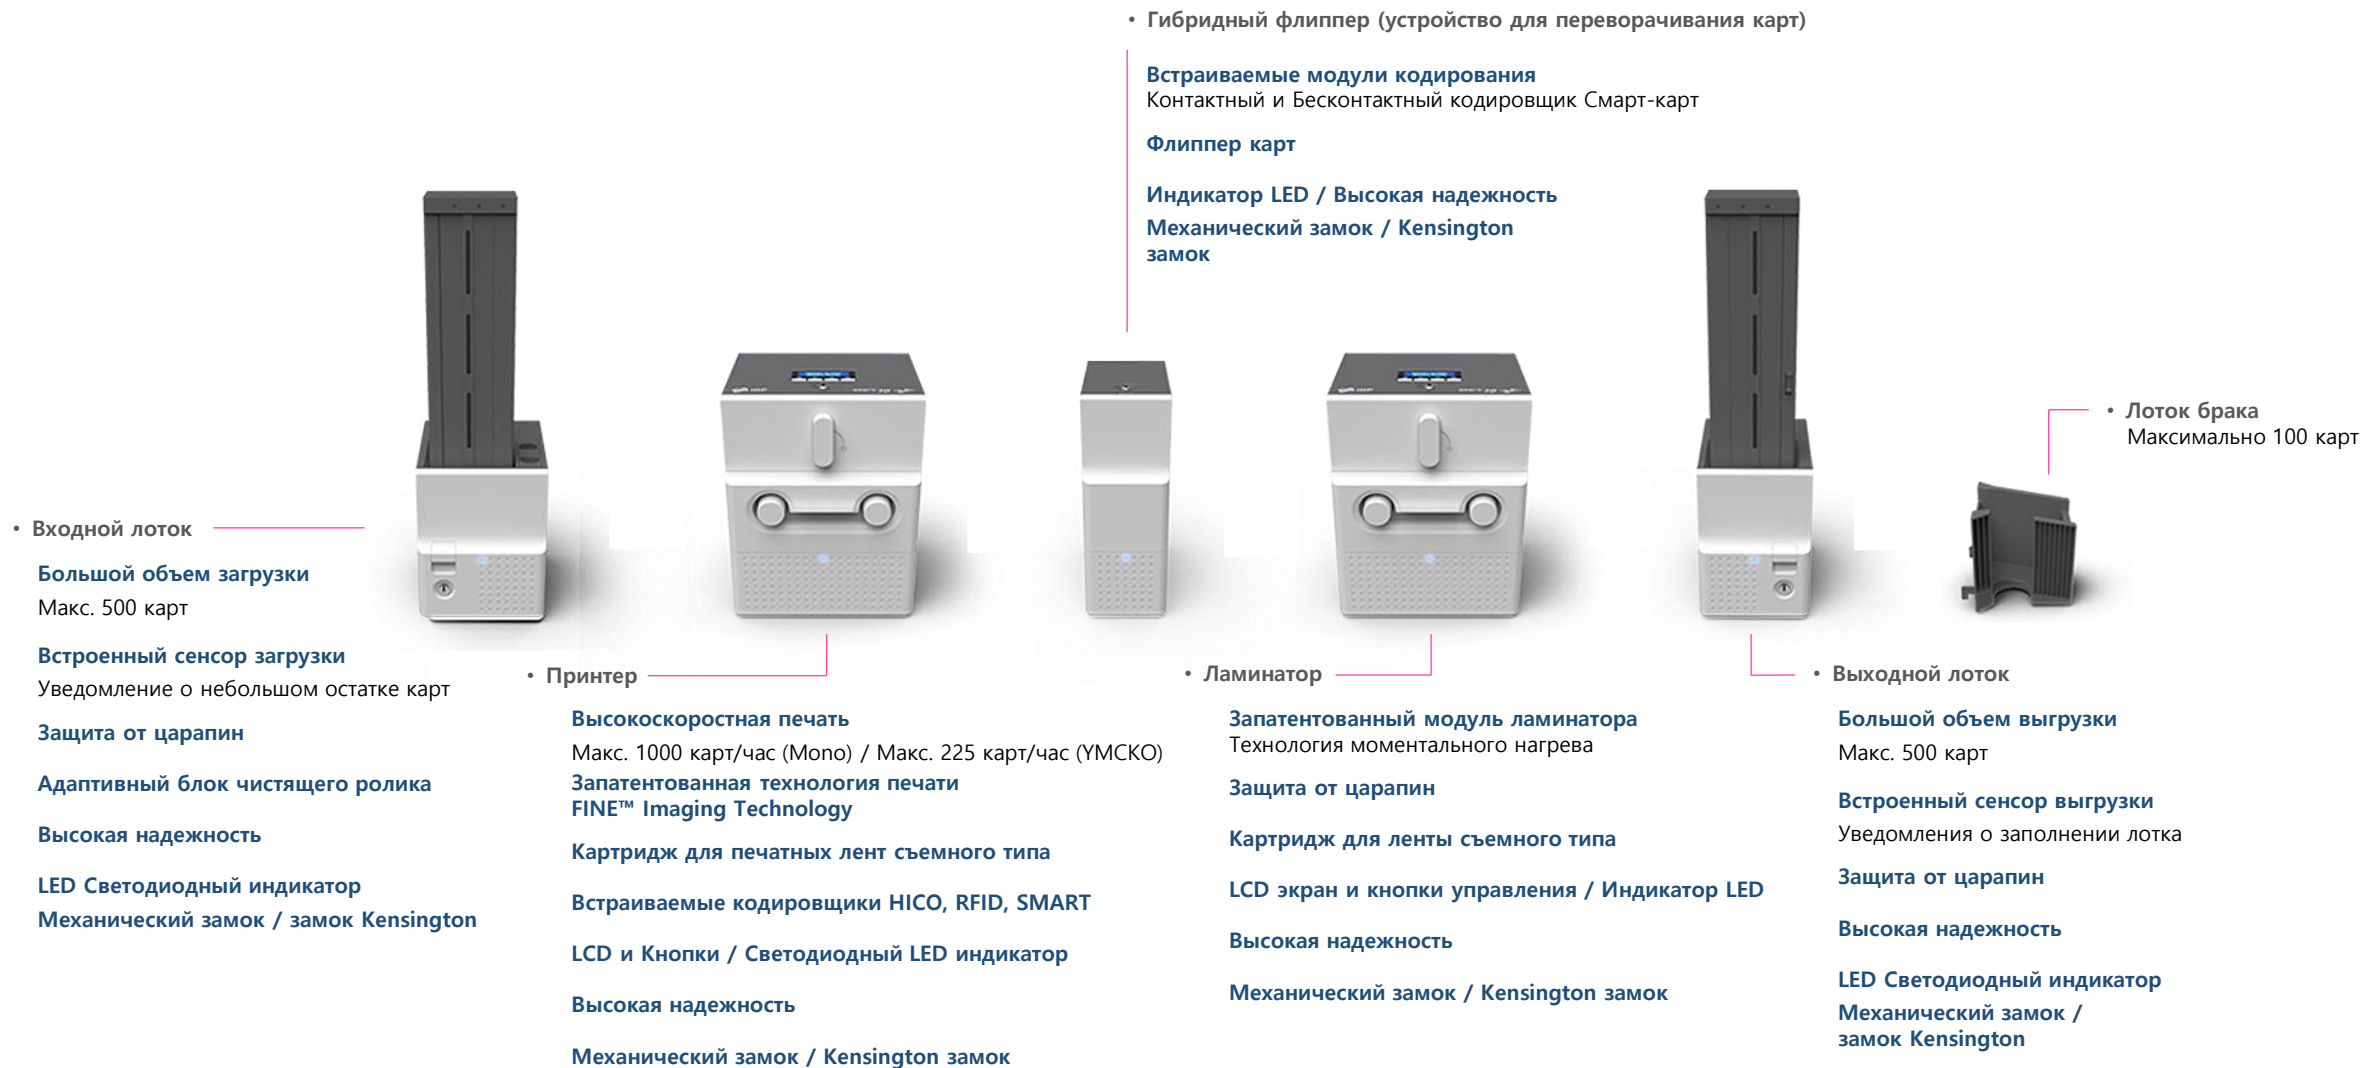 • Гибридный флиппер (устройство для переворачивания карт)
Встраиваемые модули кодирования
Контактный и Бесконтактный кодировщик Смарт-карт
Флиппер карт
Индикатор LED / Высокая надежность
Механический замок / Kensington
замок
• Лоток брака
Максимально 100 карт
• Входной лоток
Большой объем загрузки
Макс. 500 карт
Встроенный сенсор загрузки
Уведомление о небольшом остатке карт
Защита от царапин
Адаптивный блок чистящего ролика
Высокая надежность
LED Светодиодный индикатор
Механический замок / замок Kensington
• Принтер
Высокоскоростная печать
Макс. 1000 карт/час (Mono) / Макс. 225 карт/час (YMCKO)
Запатентованная технология печати
FINE™ Imaging Technology
Картридж для печатных лент съемного типа
Встраиваемые кодировщики HICO, RFID, SMART
LCD и Кнопки / Светодиодный LED индикатор
Высокая надежность
Механический замок / Kensington замок
• Ламинатор
Запатентованный модуль ламинатора
Технология моментального нагрева
Защита от царапин
Картридж для ленты съемного типа
LCD экран и кнопки управления / Индикатор LED
Высокая надежность
Механический замок / Kensington замок
• Выходной лоток
Большой объем выгрузки
Макс. 500 карт
Встроенный сенсор выгрузки
Уведомления о заполнении лотка
Защита от царапин
Высокая надежность
LED Светодиодный индикатор
Механический замок /
замок Kensington